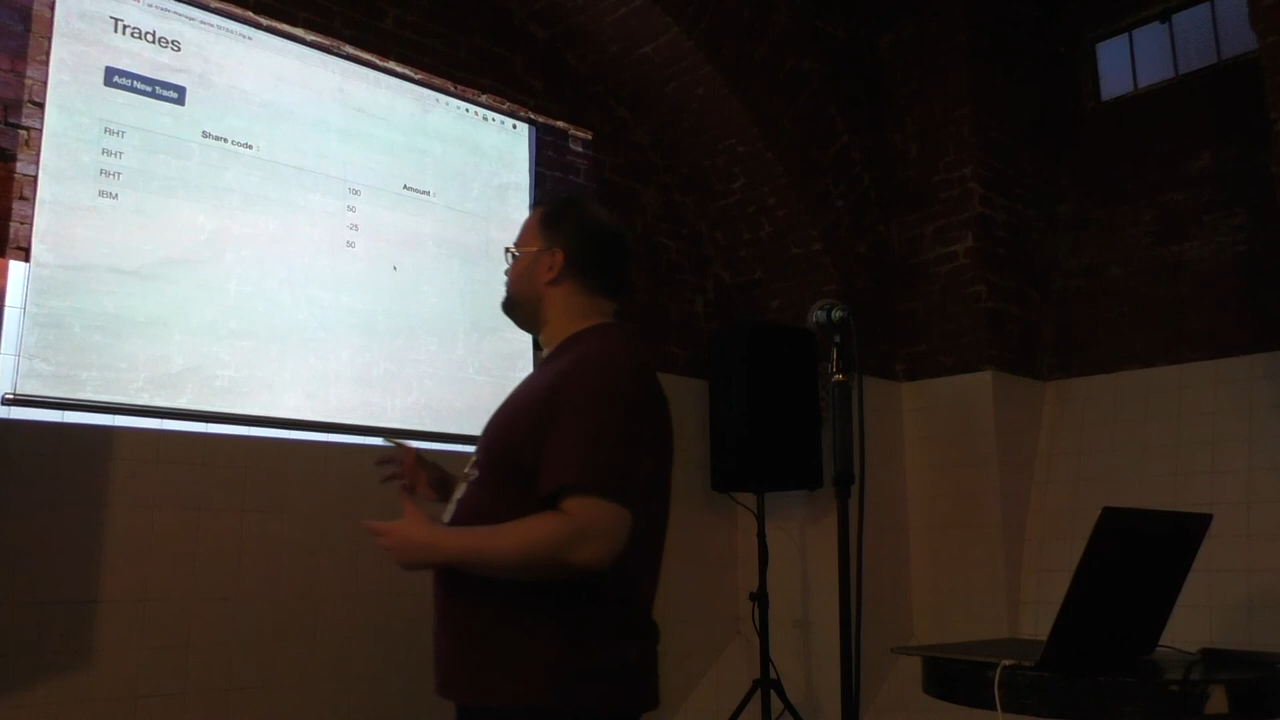 Trades
Add New Trade
Share code
Amount
RHT 100
RHT 50
RHT -25
IBM 50